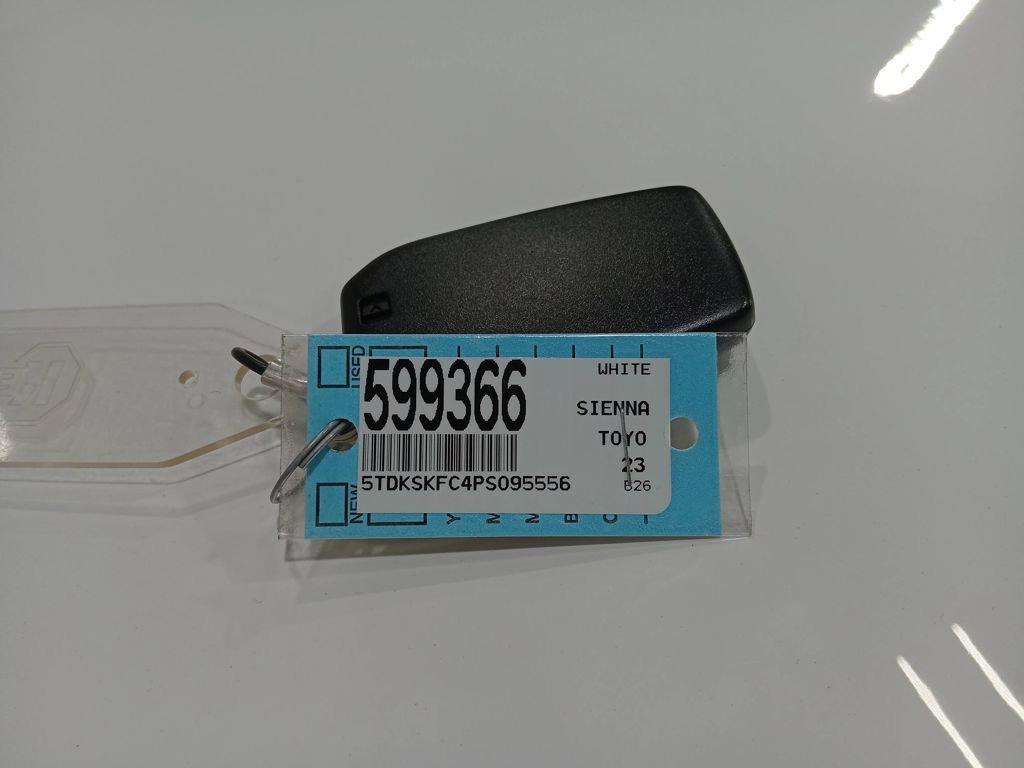 USED
599366
WHITE
SIENNA
TOYO
23
B26
5TDKSKFC4PS095556
NEW
Y
M
M
B
C